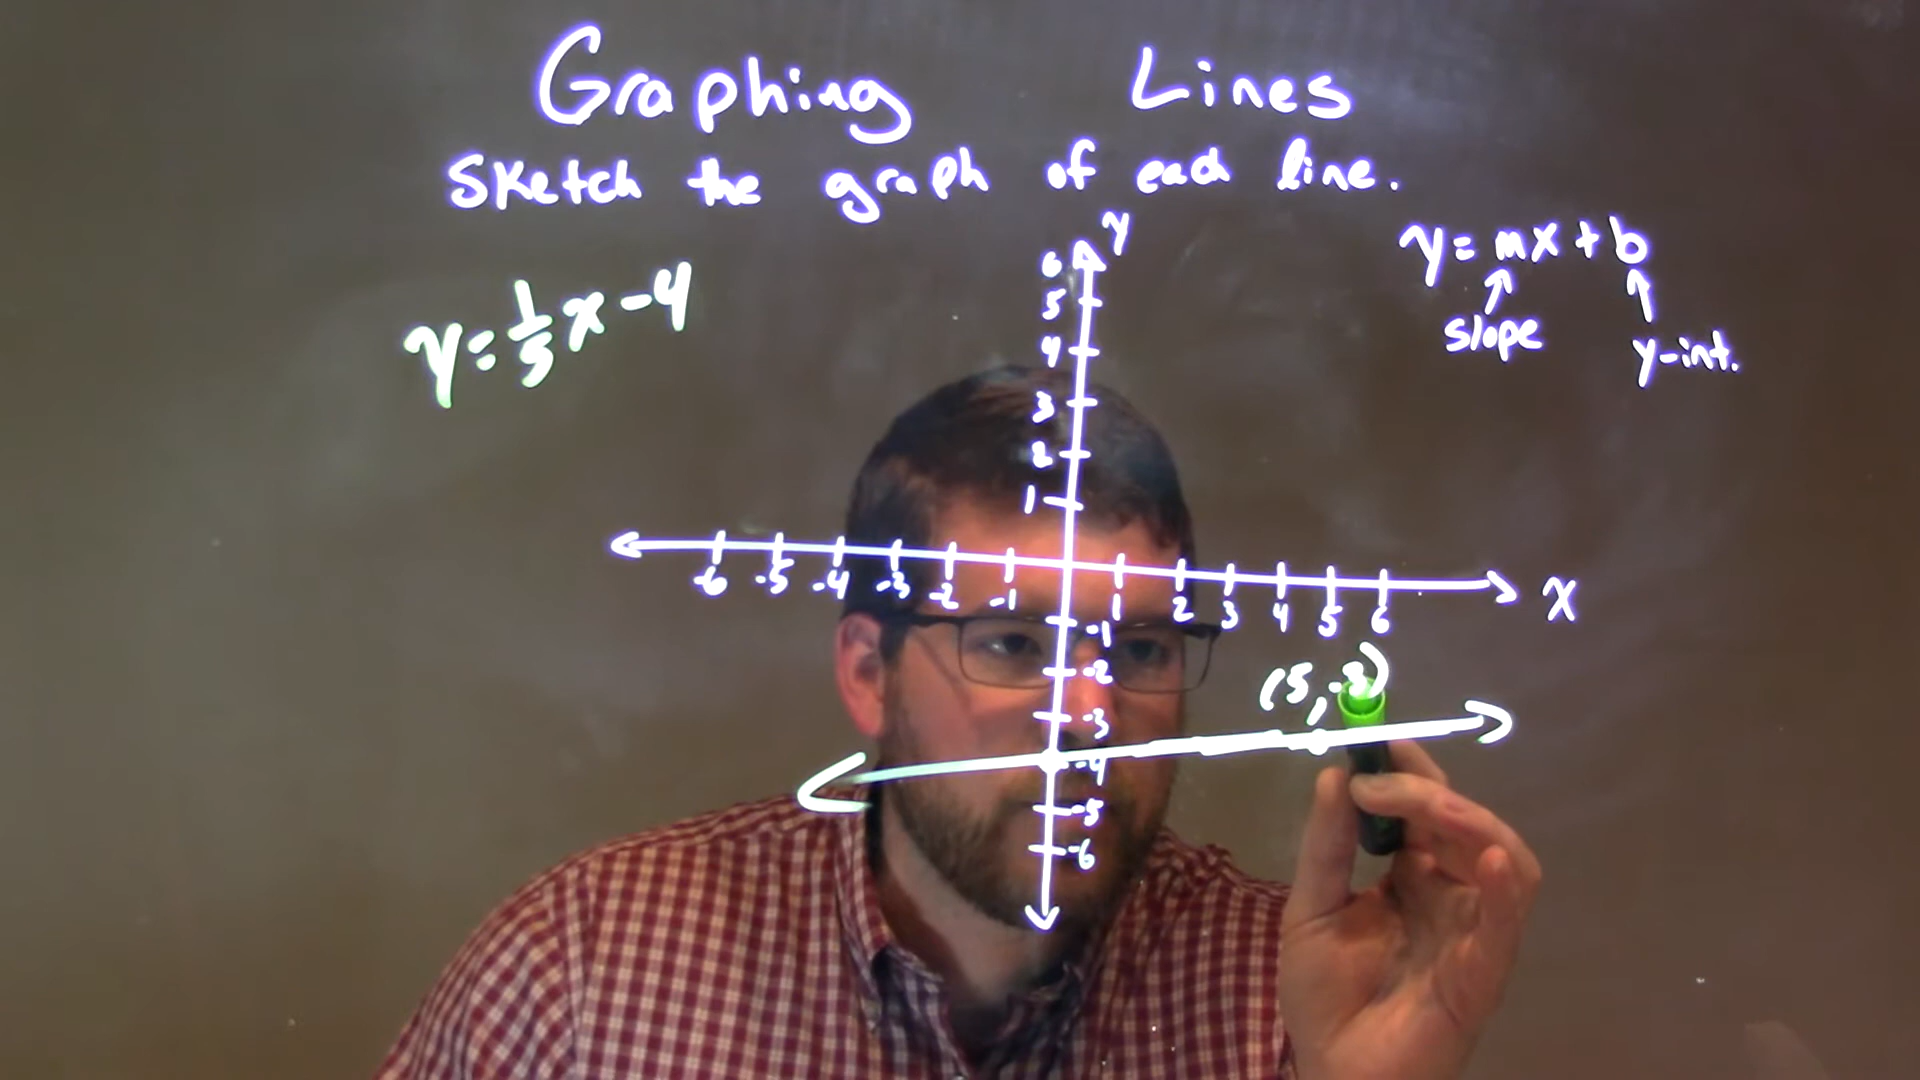 Graphing Lines
Sketch the graph of each line.
y = 1/5 x - 4
y = mx + b
slope
y-int.
y
6
5
4
3
2
1
-6 -5 -4 -3 -2 -1 1 2 3 4 5 6
x
-1
-2
(5, -3)
-3
-4
-5
-6